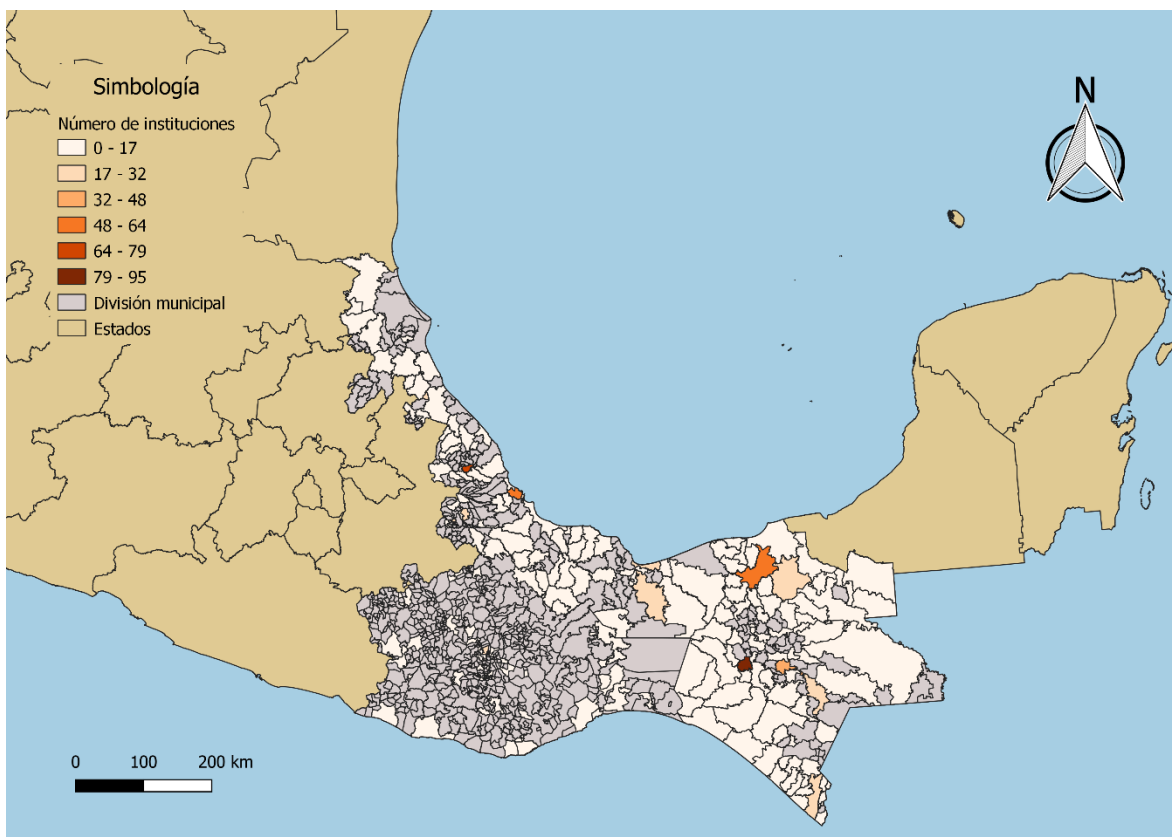 Simbología
Número de instituciones
0 - 17
17 - 32
32 - 48
48 - 64
64 - 79
79 - 95
División municipal
Estados
N
0 100 200 km